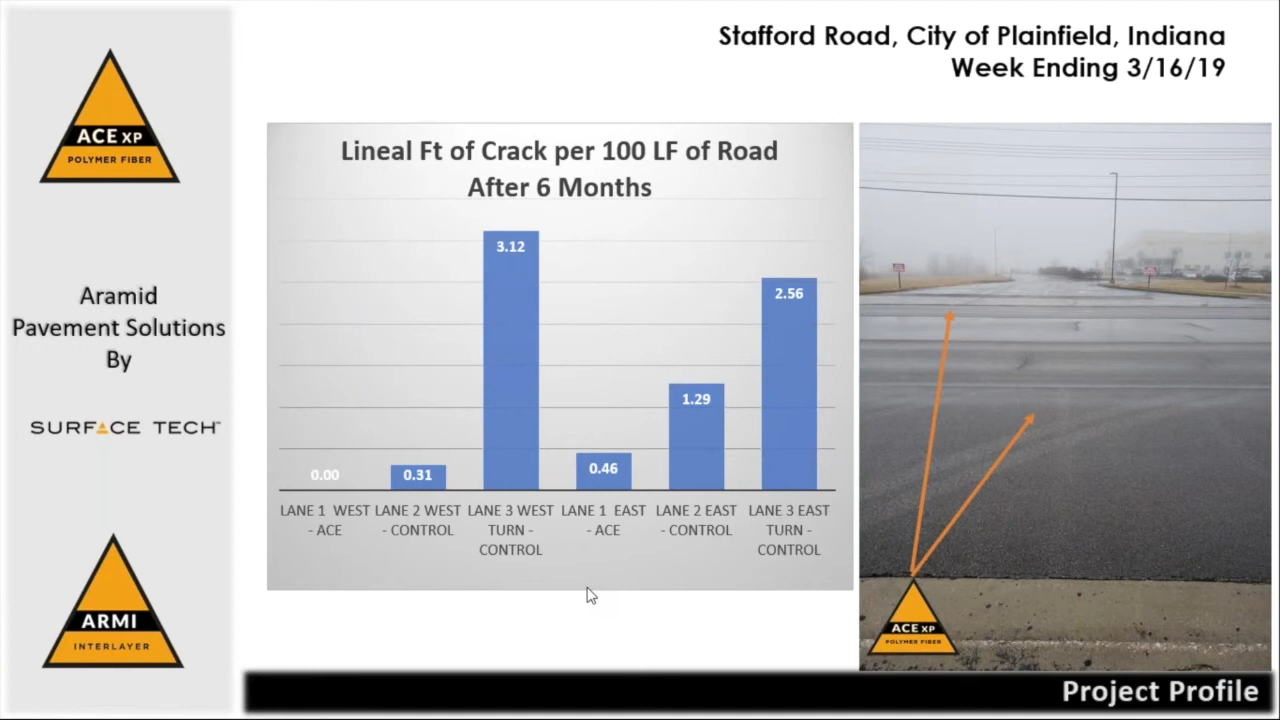 Stafford Road, City of Plainfield, Indiana
Week Ending 3/16/19
ACE XP
POLYMER FIBER
Aramid
Pavement Solutions
By
SURFACE TECH
ARMI
INTERLAYER
Lineal Ft of Crack per 100 LF of Road
After 6 Months
0.00
0.31
3.12
0.46
1.29
2.56
LANE 1 WEST
- ACE
LANE 2 WEST
- CONTROL
LANE 3 WEST
TURN -
CONTROL
LANE 1 EAST
- ACE
LANE 2 EAST
- CONTROL
LANE 3 EAST
TURN -
CONTROL
ACE XP
POLYMER FIBER
Project Profile